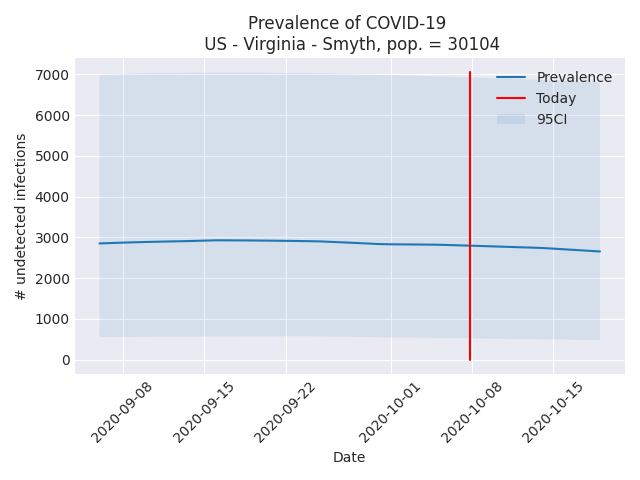 Prevalence of COVID-19
US - Virginia - Smyth, pop. = 30104
7000
6000
5000
4000
3000
2000
1000
0
# undetected infections
Prevalence
Today
95CI
2020-09-08
2020-09-15
2020-09-22
2020-10-01
2020-10-08
2020-10-15
Date